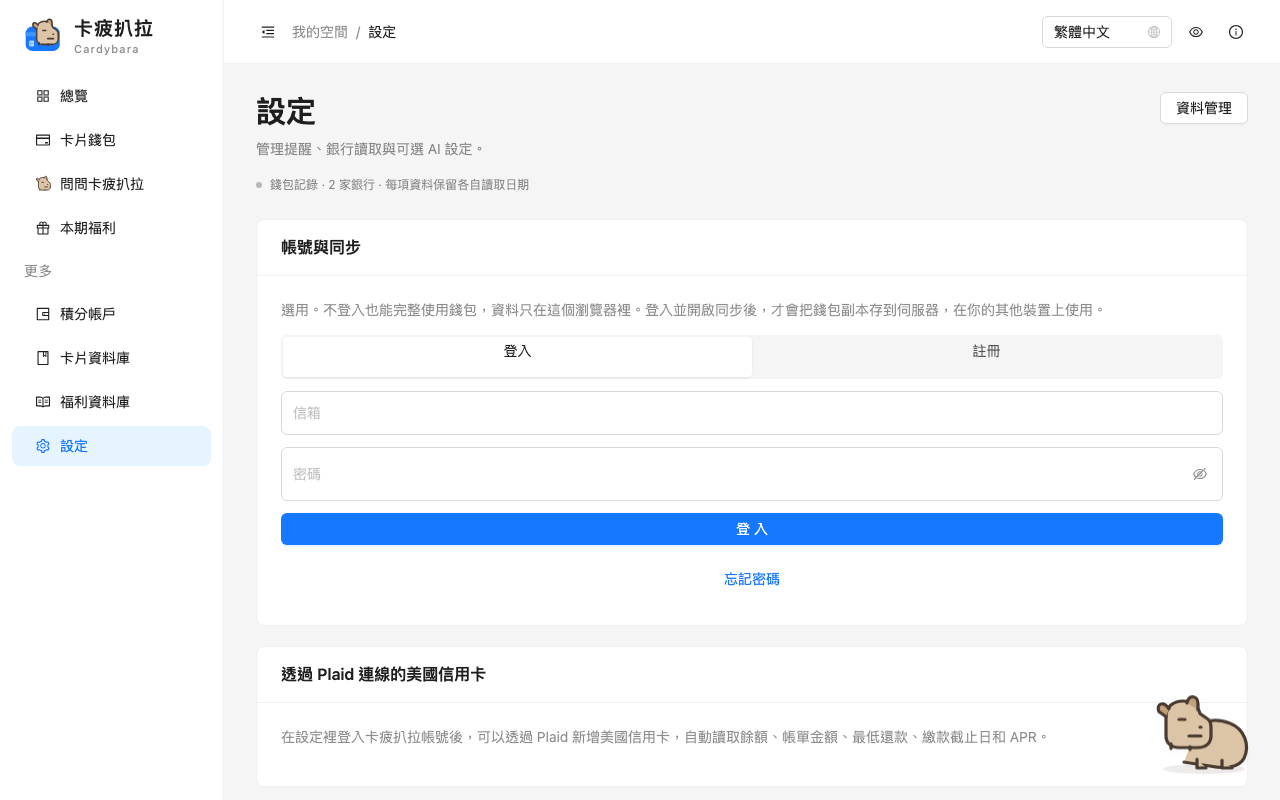 卡疲扒拉
Cardybara
總覽
卡片錢包
問問卡疲扒拉
本期福利
更多
積分帳戶
卡片資料庫
福利資料庫
設定
我的空間 / 設定
繁體中文
設定
資料管理
管理提醒、銀行讀取與可選 AI 設定。
錢包記錄 · 2 家銀行 · 每項資料保留各自讀取日期
帳號與同步
選用。不登入也能完整使用錢包，資料只在這個瀏覽器裡。登入並開啟同步後，才會把錢包副本存到伺服器，在你的其他裝置上使用。
登入
註冊
信箱
密碼
登 入
忘記密碼
透過 Plaid 連線的美國信用卡
在設定裡登入卡疲扒拉帳號後，可以透過 Plaid 新增美國信用卡，自動讀取餘額、帳單金額、最低還款、繳款截止日和 APR。